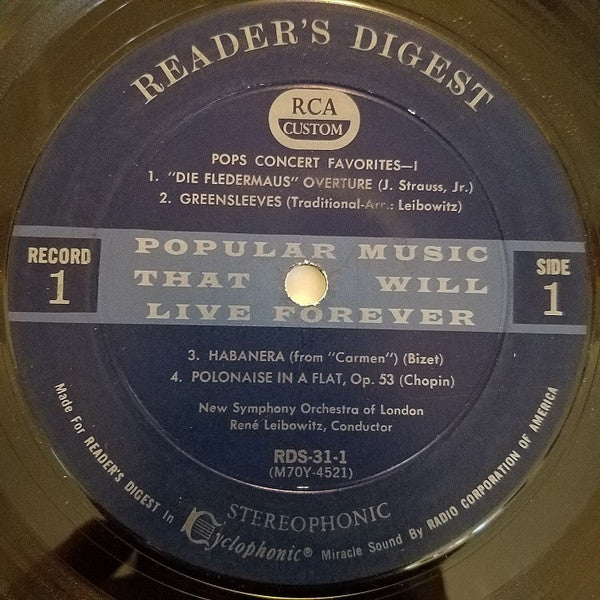 READER'S DIGEST
RCA
CUSTOM
POPS CONCERT FAVORITES—I
1. "DIE FLEDERMAUS" OVERTURE (J. Strauss, Jr.)
2. GREENSLEEVES (Traditional-Arr.: Leibowitz)
RECORD
1
POPULAR MUSIC
THAT WILL
LIVE FOREVER
SIDE
1
3. HABANERA (from "Carmen") (Bizet)
4. POLONAISE IN A FLAT, Op. 53 (Chopin)
New Symphony Orchestra of London
René Leibowitz, Conductor
RDS-31-1
(M70Y-4521)
STEREOPHONIC
Made For READER'S DIGEST In Cyclophonic® Miracle Sound By RADIO CORPORATION OF AMERICA